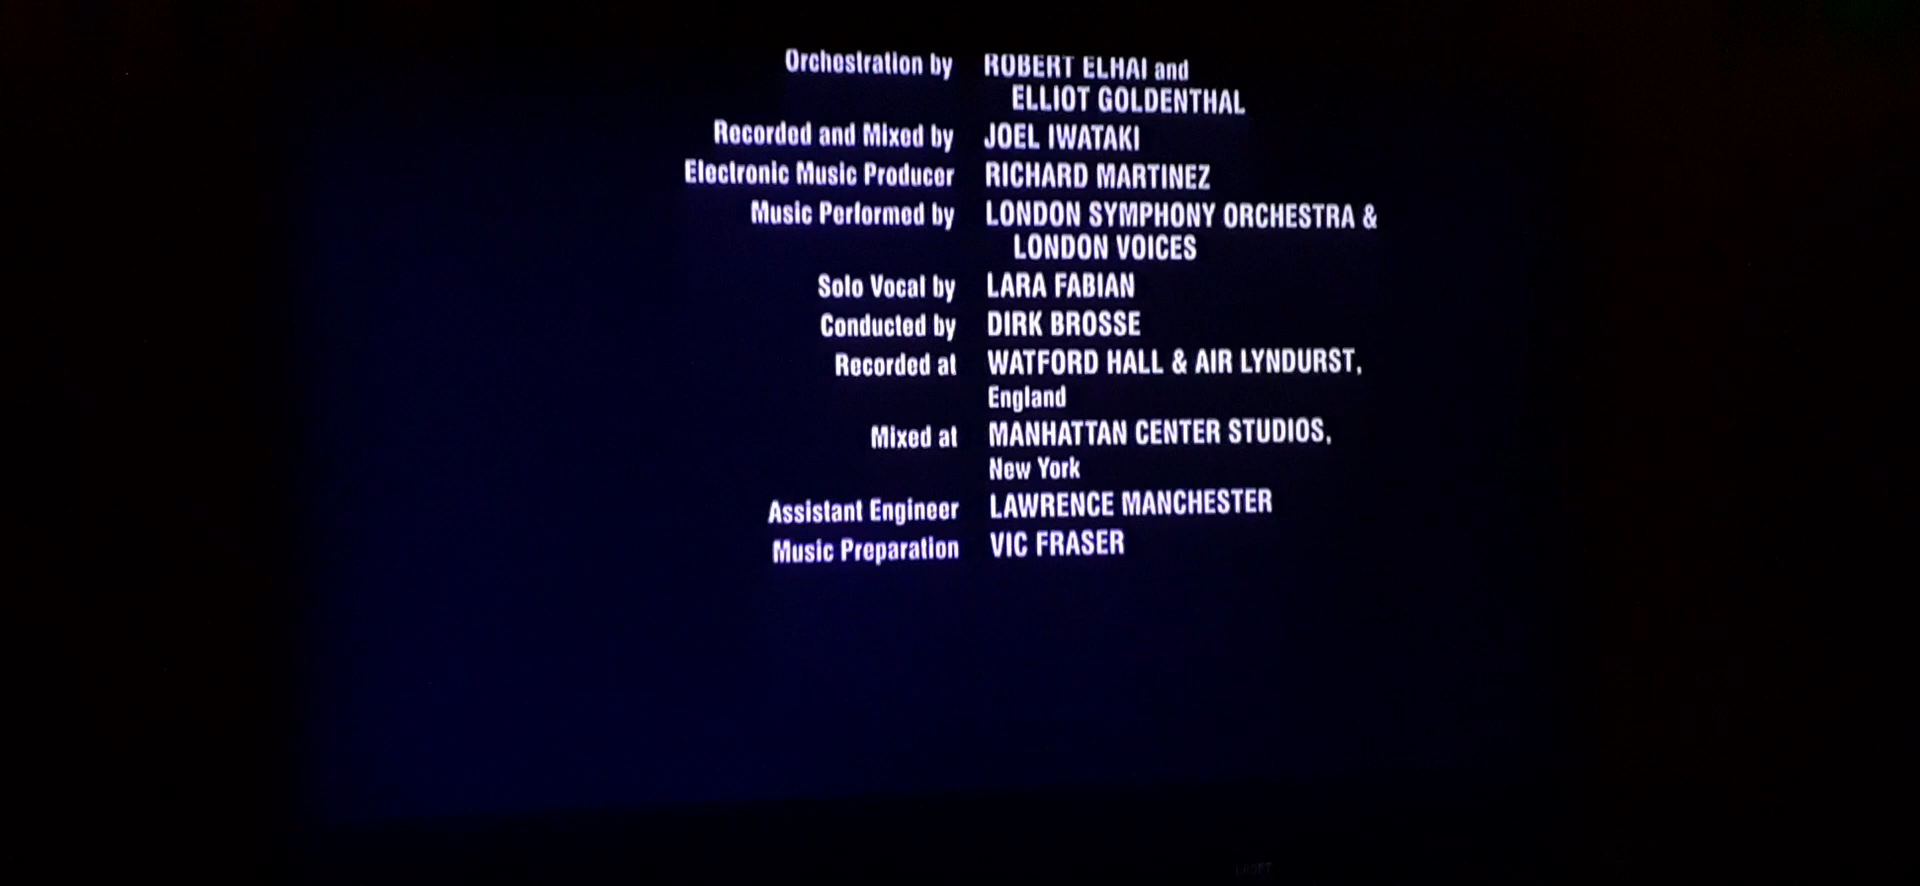 Orchestration by ROBERT ELHAI and
ELLIOT GOLDENTHAL
Recorded and Mixed by JOEL IWATAKI
Electronic Music Producer RICHARD MARTINEZ
Music Performed by LONDON SYMPHONY ORCHESTRA &
LONDON VOICES
Solo Vocal by LARA FABIAN
Conducted by DIRK BROSSE
Recorded at WATFORD HALL & AIR LYNDURST,
England
Mixed at MANHATTAN CENTER STUDIOS,
New York
Assistant Engineer LAWRENCE MANCHESTER
Music Preparation VIC FRASER